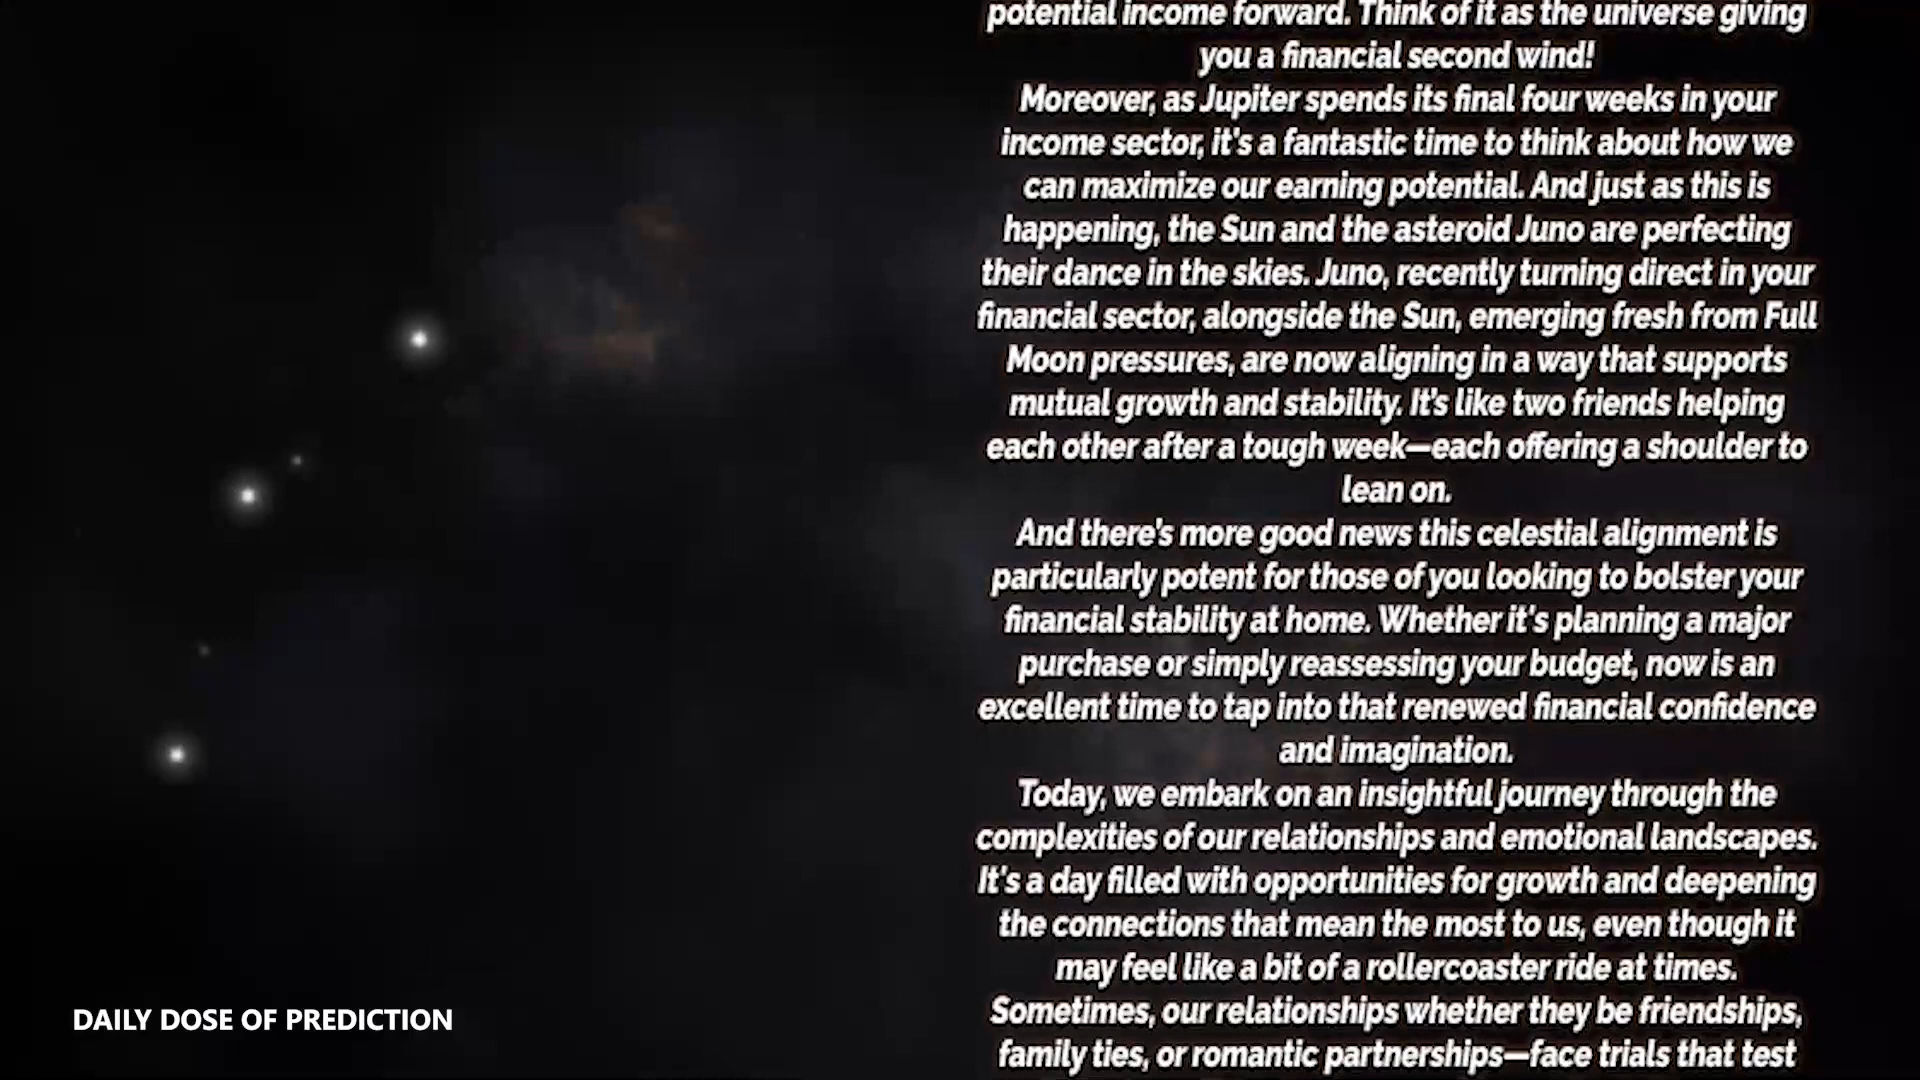 potential income forward. Think of it as the universe giving
you a financial second wind!
Moreover, as Jupiter spends its final four weeks in your
income sector, it's a fantastic time to think about how we
can maximize our earning potential. And just as this is
happening, the Sun and the asteroid Juno are perfecting
their dance in the skies. Juno, recently turning direct in your
financial sector, alongside the Sun, emerging fresh from Full
Moon pressures, are now aligning in a way that supports
mutual growth and stability. It's like two friends helping
each other after a tough week—each offering a shoulder to
lean on.
And there's more good news this celestial alignment is
particularly potent for those of you looking to bolster your
financial stability at home. Whether it's planning a major
purchase or simply reassessing your budget, now is an
excellent time to tap into that renewed financial confidence
and imagination.
Today, we embark on an insightful journey through the
complexities of our relationships and emotional landscapes.
It's a day filled with opportunities for growth and deepening
the connections that mean the most to us, even though it
may feel like a bit of a rollercoaster ride at times.
Sometimes, our relationships whether they be friendships,
family ties, or romantic partnerships—face trials that test
DAILY DOSE OF PREDICTION